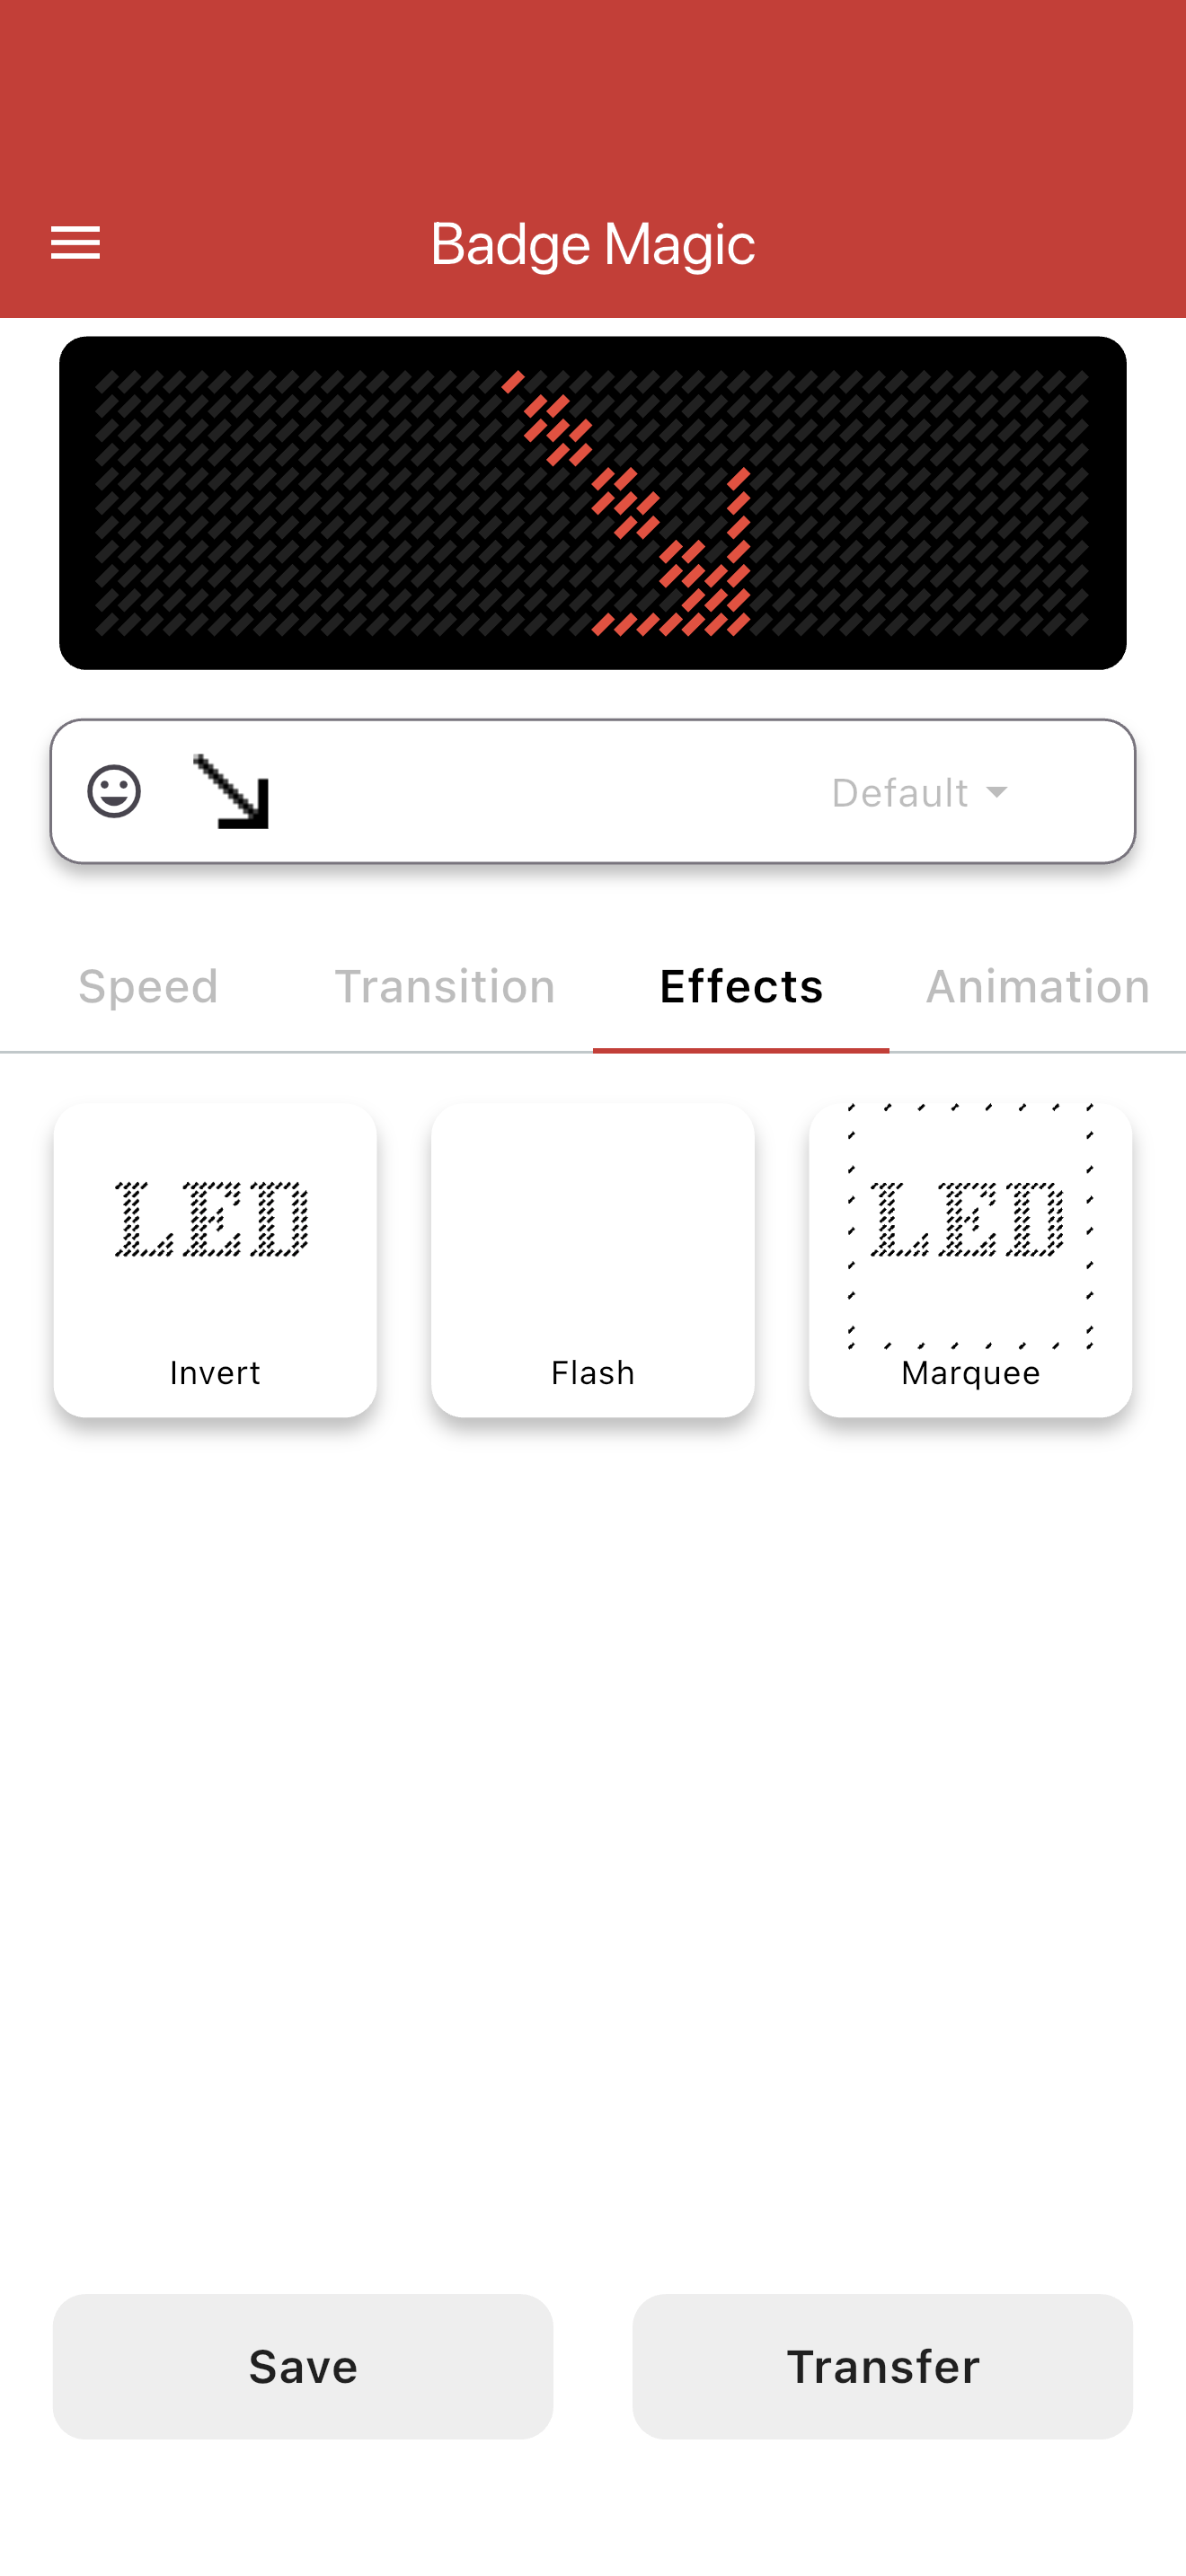 Badge Magic
Default
Speed Transition Effects Animation
LED LED
Invert Flash Marquee
Save Transfer